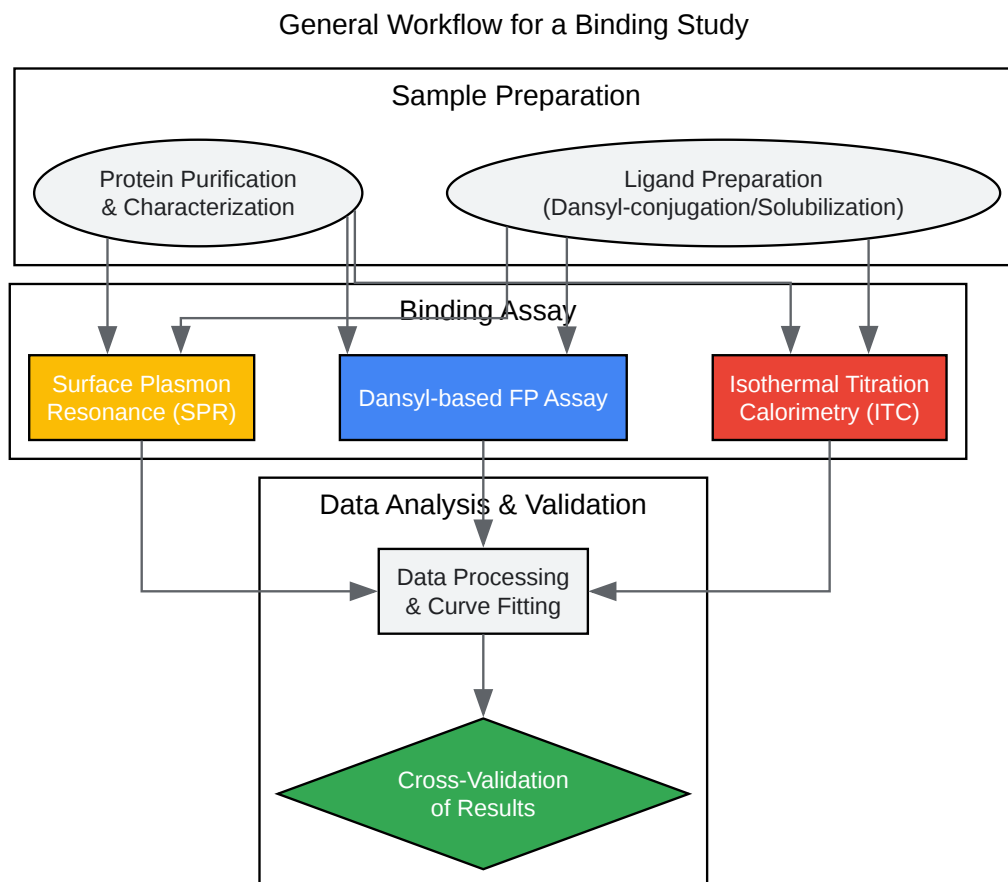 General Workflow for a Binding Study
Sample Preparation
Protein Purification
& Characterization
Ligand Preparation
(Dansyl-conjugation/Solubilization)
Binding Assay
Surface Plasmon
Resonance (SPR)
Dansyl-based FP Assay
Isothermal Titration
Calorimetry (ITC)
Data Analysis & Validation
Data Processing
& Curve Fitting
Cross-Validation
of Results